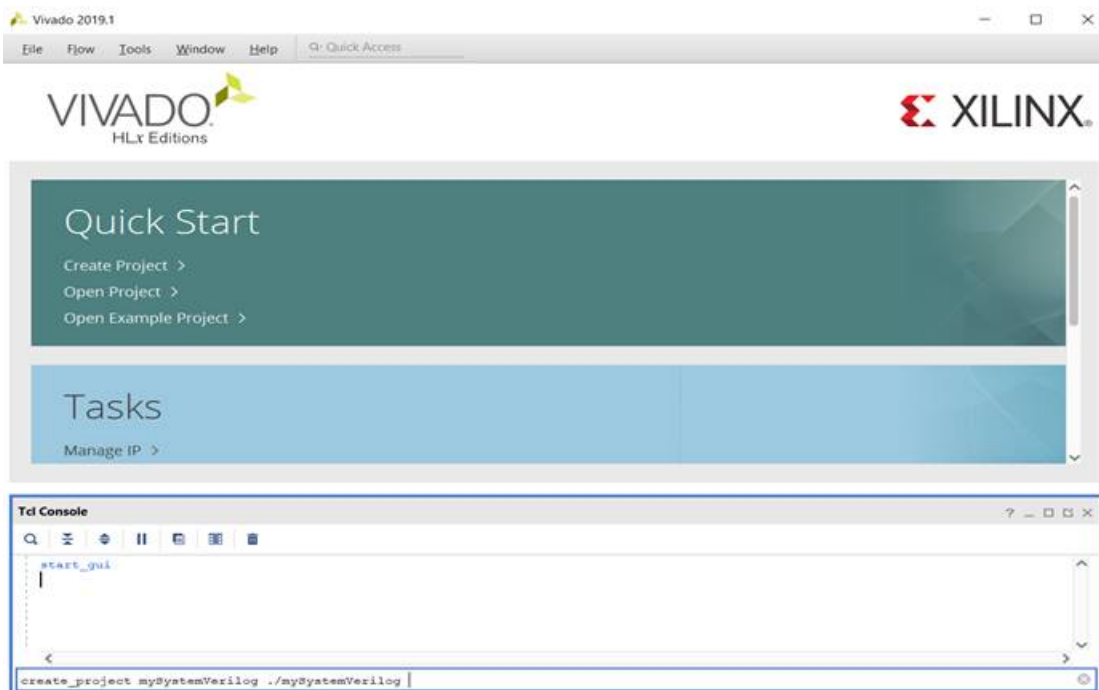 Vivado 2019.1
File Flow Tools Window Help Quick Access
VIVADO.
HLx Editions
XILINX
Quick Start
Create Project >
Open Project >
Open Example Project >
Tasks
Manage IP >
Tcl Console
start_gui
create_project mySystemVerilog ./mySystemVerilog